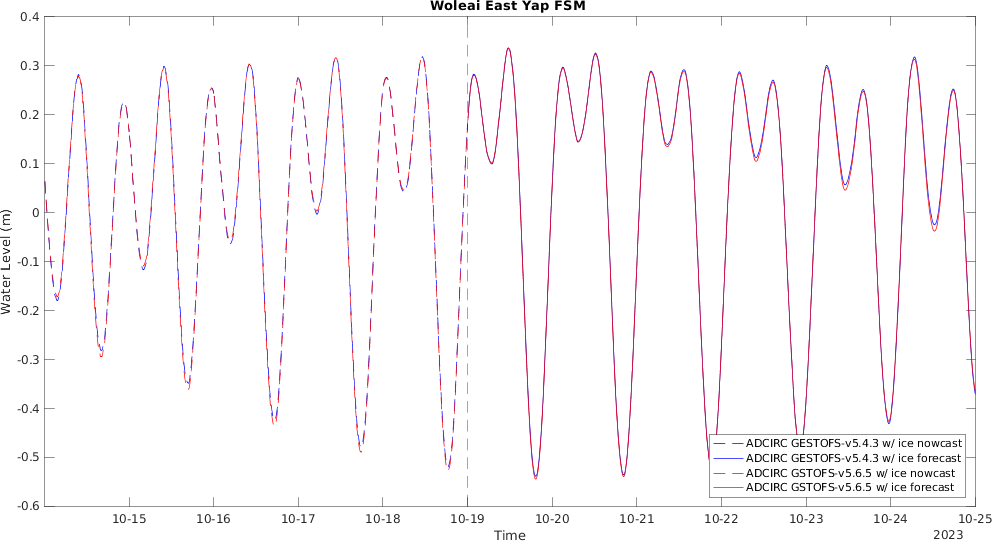 Woleai East Yap FSM
0.4
0.3
0.2
0.1
0
-0.1
-0.2
-0.3
-0.4
-0.5
-0.6
Water Level (m)
ADCIRC GESTOFS-v5.4.3 w/ ice nowcast
ADCIRC GESTOFS-v5.4.3 w/ ice forecast
ADCIRC GSTOFS-v5.6.5 w/ ice nowcast
ADCIRC GSTOFS-v5.6.5 w/ ice forecast
10-15 10-16 10-17 10-18 10-19 10-20 10-21 10-22 10-23 10-24 10-25
Time
2023